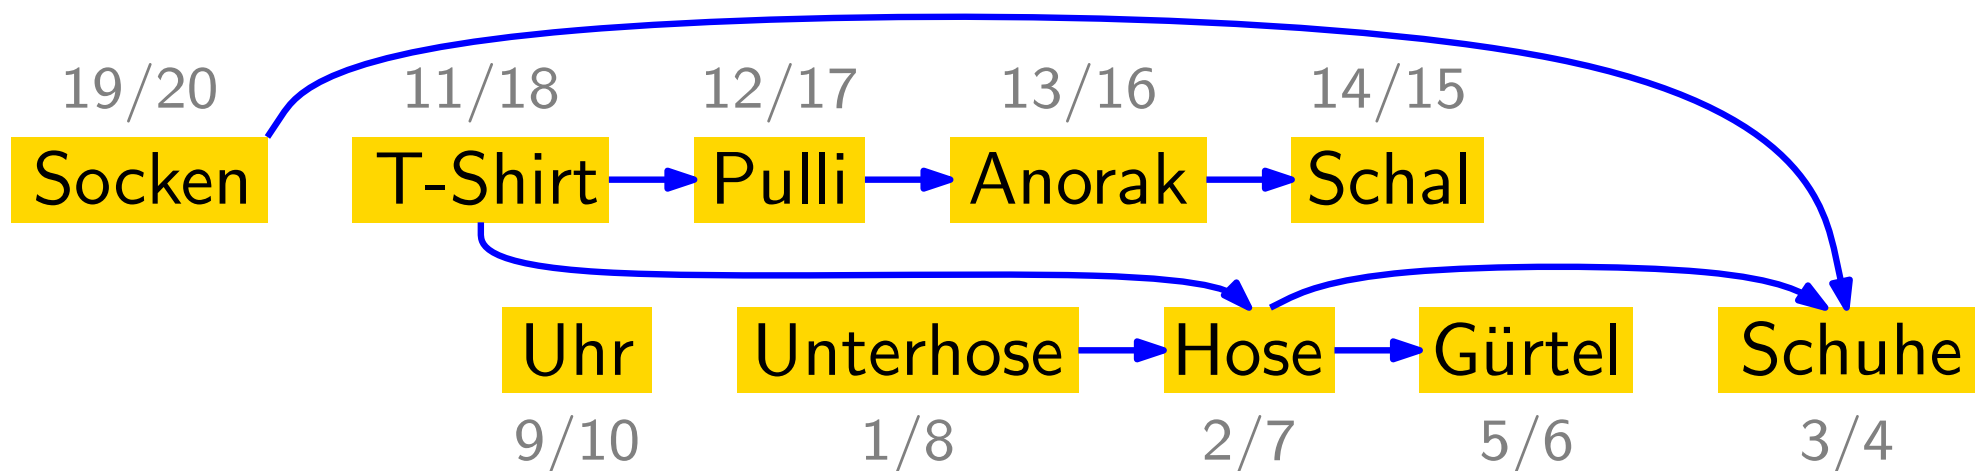 19/20 11/18 12/17 13/16 14/15
Socken T-Shirt Pulli Anorak Schal
Uhr Unterhose Hose Gürtel Schuhe
9/10 1/8 2/7 5/6 3/4